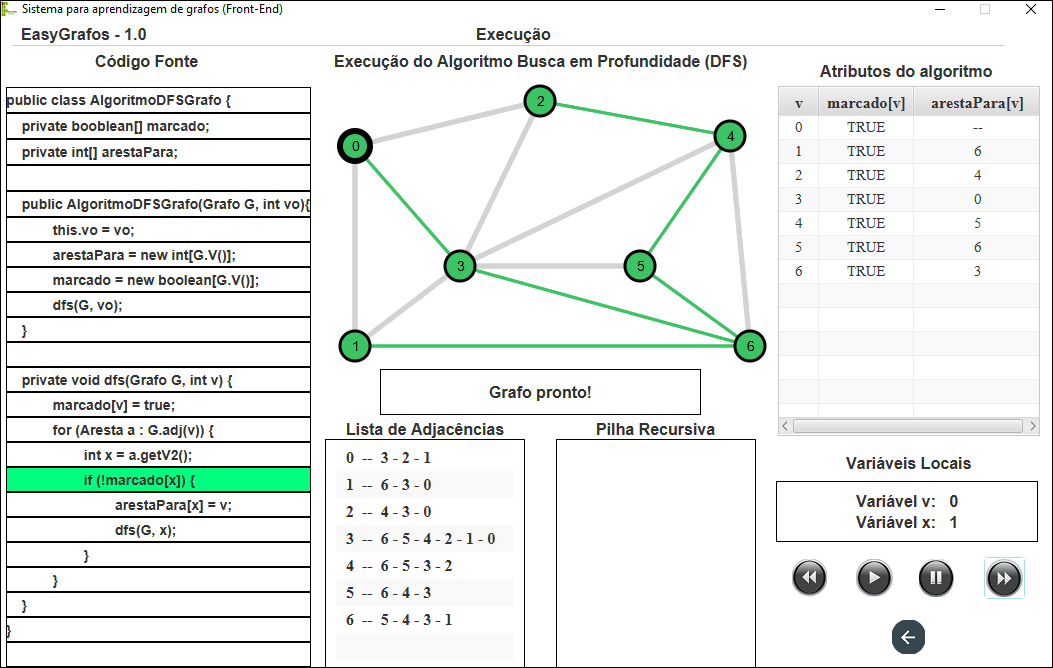 Sistema para aprendizagem de grafos (Front-End)
EasyGrafos - 1.0
Execução
Código Fonte
public class AlgoritmoDFSGrafo {
private booblean[] marcado;
private int[] arestaPara;
public AlgoritmoDFSGrafo(Grafo G, int vo){
this.vo = vo;
arestaPara = new int[G.V()];
marcado = new boolean[G.V()];
dfs(G, vo);
}
private void dfs(Grafo G, int v) {
marcado[v] = true;
for (Aresta a : G.adj(v)) {
int x = a.getV2();
if (!marcado[x]) {
arestaPara[x] = v;
dfs(G, x);
}
}
}
}
Execução do Algoritmo Busca em Profundidade (DFS)
2
4
0
3
5
1
6
Grafo pronto!
Lista de Adjacências
0 -- 3 - 2 - 1
1 -- 6 - 3 - 0
2 -- 4 - 3 - 0
3 -- 6 - 5 - 4 - 2 - 1 - 0
4 -- 6 - 5 - 3 - 2
5 -- 6 - 4 - 3
6 -- 5 - 4 - 3 - 1
Pilha Recursiva
Atributos do algoritmo
v marcado[v] arestaPara[v]
0 TRUE --
1 TRUE 6
2 TRUE 4
3 TRUE 0
4 TRUE 5
5 TRUE 6
6 TRUE 3
Variáveis Locais
Variável v: 0
Váriável x: 1